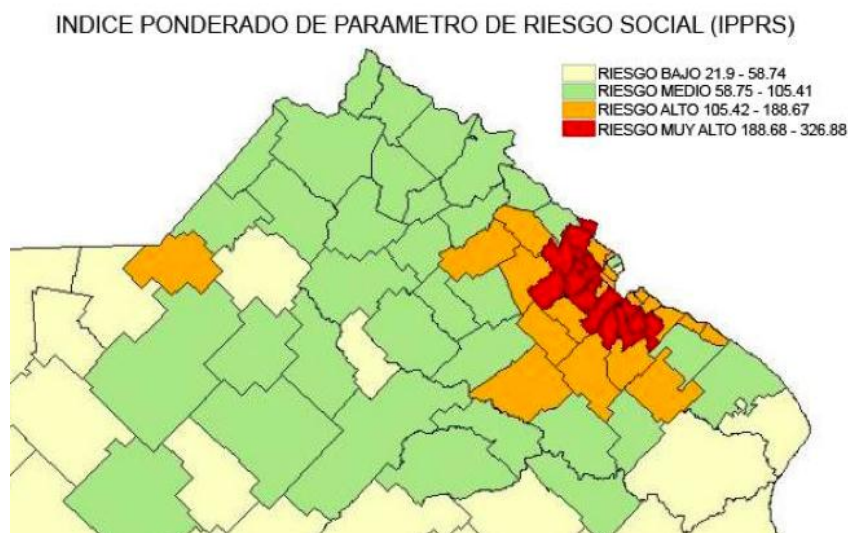 INDICE PONDERADO DE PARAMETRO DE RIESGO SOCIAL (IPPRS)
RIESGO BAJO 21.9 - 58.74
RIESGO MEDIO 58.75 - 105.41
RIESGO ALTO 105.42 - 188.67
RIESGO MUY ALTO 188.68 - 326.88